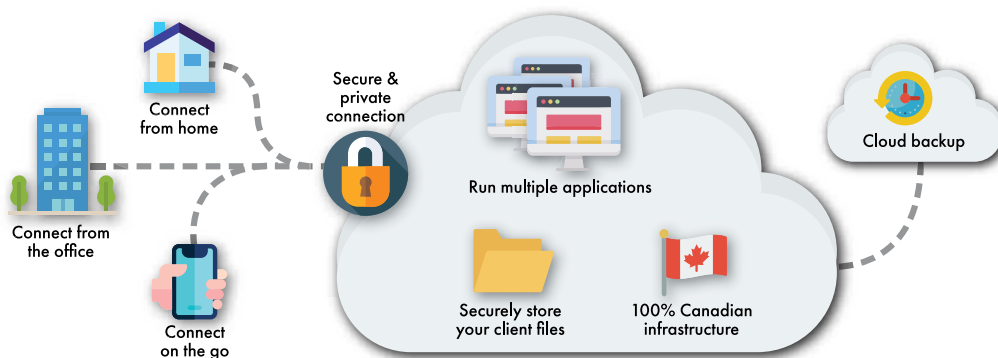 Connect
from home
Connect from
the office
Connect
on the go
Secure &
private
connection
Run multiple applications
Securely store
your client files
100% Canadian
infrastructure
Cloud backup